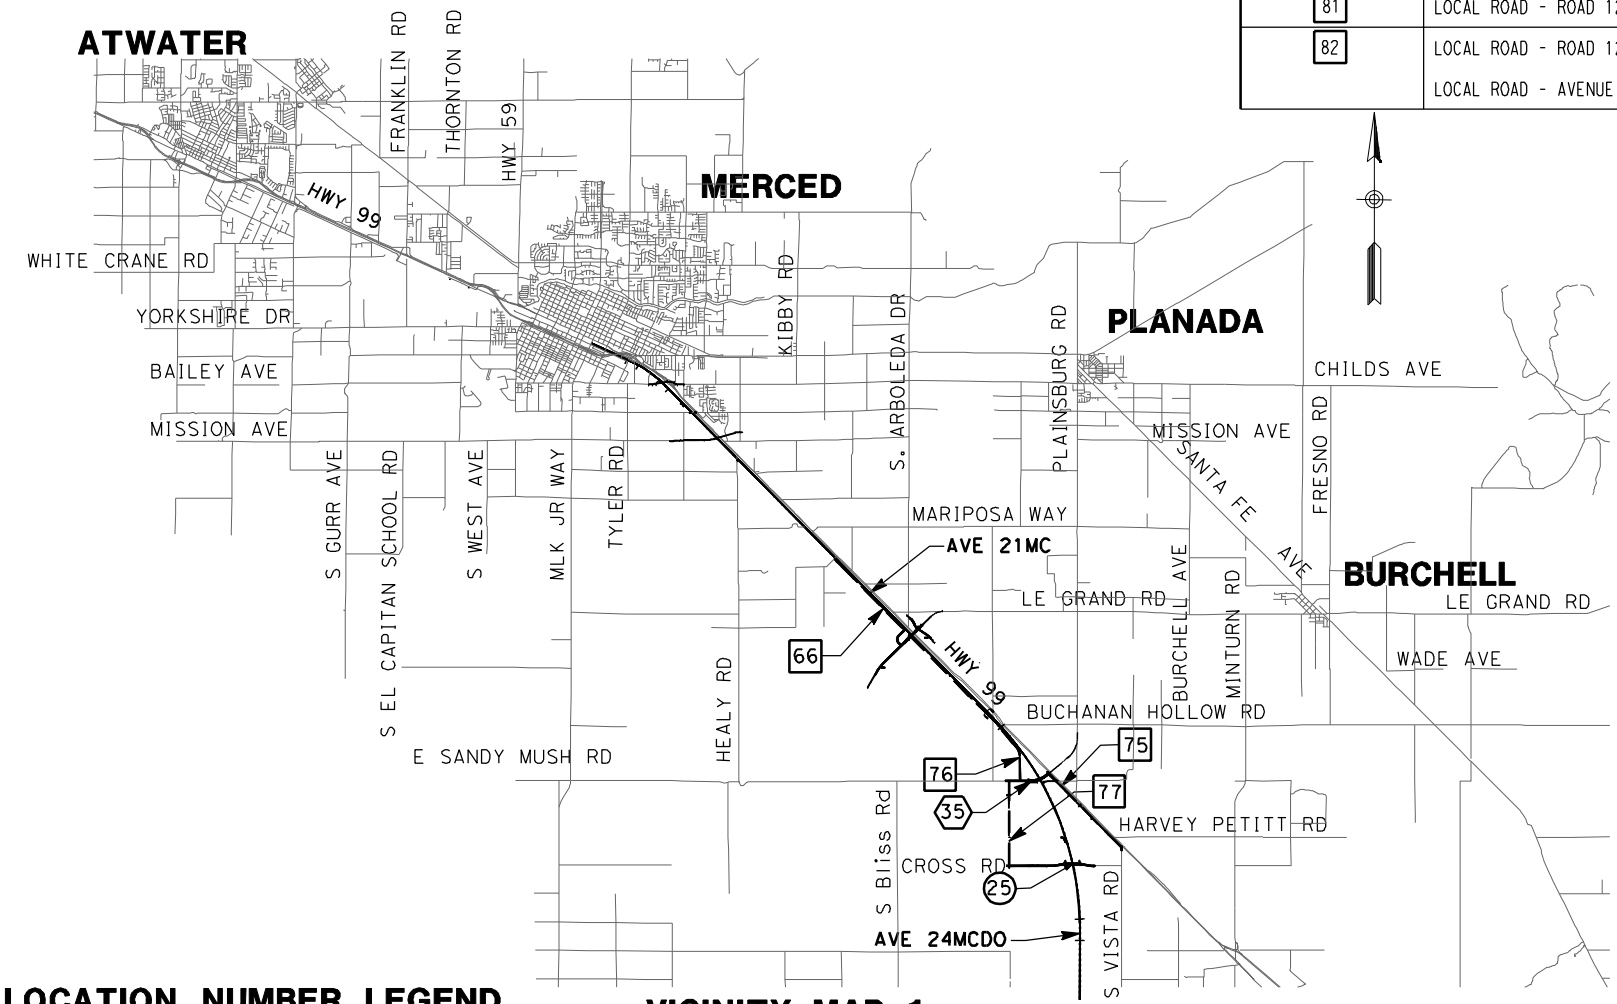 81
LOCAL ROAD - ROAD
82
LOCAL ROAD - ROAD
LOCAL ROAD - AVENUE
ATWATER
FRANKLIN RD
THORNTON RD
HWY 59
MERCED
HWY 99
WHITE CRANE RD
KIBBY RD
YORKSHIRE DR
S. ARBOLEDA DR
PLAINSBURG RD
PLANADA
BAILEY AVE
CHILDS AVE
MISSION AVE
MISSION AVE
FRESNO RD
SANTA FE AVE
S GURR AVE
S EL CAPITAN SCHOOL RD
S WEST AVE
MLK JR WAY
TYLER RD
MARIPOSA WAY
AVE 21MC
BURCHELL AVE
MINTURN RD
BURCHELL
LE GRAND RD
LE GRAND RD
66
HWY 99
WADE AVE
HEALY RD
BUCHANAN HOLLOW RD
E SANDY MUSH RD
75
76
77
35
S Bliss Rd
HARVEY PETITT RD
CROSS RD
25
S VISTA RD
AVE 24MCDO
LOCATION NUMBER LEGEND
VICINITY MAP 1